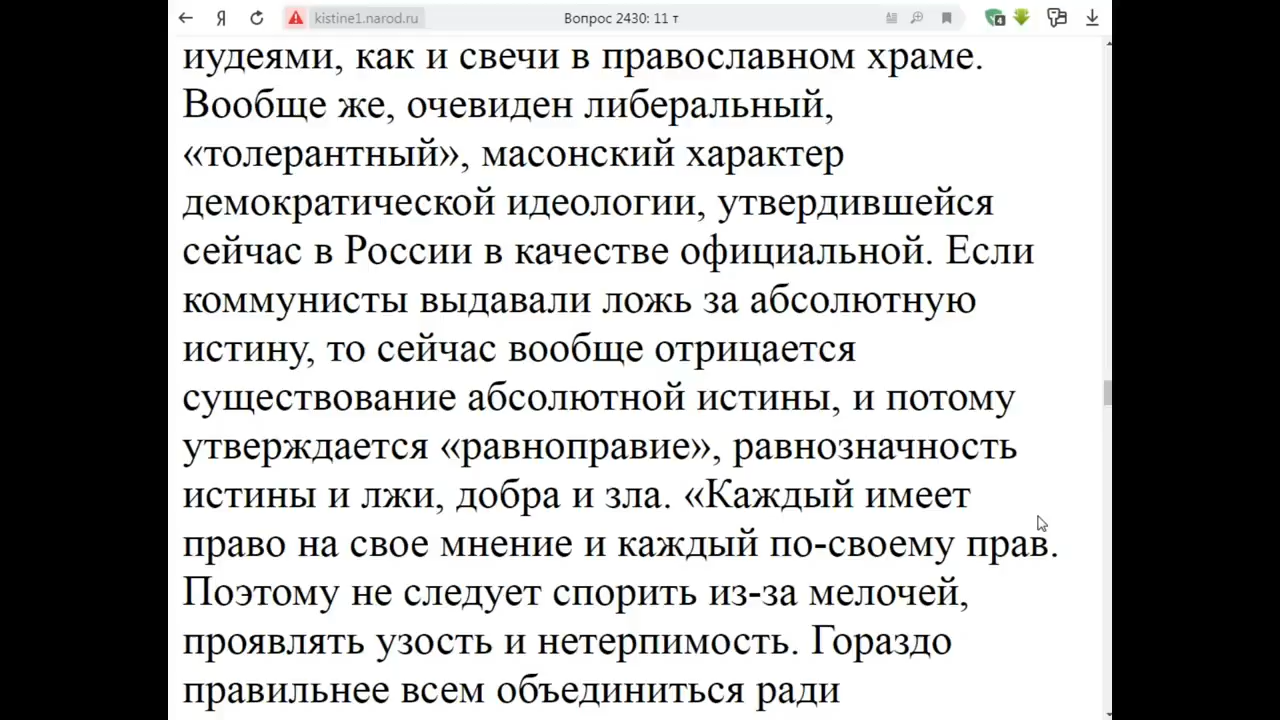 kistine1.narod.ru
Вопрос 2430: 11 т
4
иудеями, как и свечи в православном храме.
Вообще же, очевиден либеральный,
«толерантный», масонский характер
демократической идеологии, утвердившейся
сейчас в России в качестве официальной. Если
коммунисты выдавали ложь за абсолютную
истину, то сейчас вообще отрицается
существование абсолютной истины, и потому
утверждается «равноправие», равнозначность
истины и лжи, добра и зла. «Каждый имеет
право на свое мнение и каждый по-своему прав.
Поэтому не следует спорить из-за мелочей,
проявлять узость и нетерпимость. Гораздо
правильнее всем объединиться ради